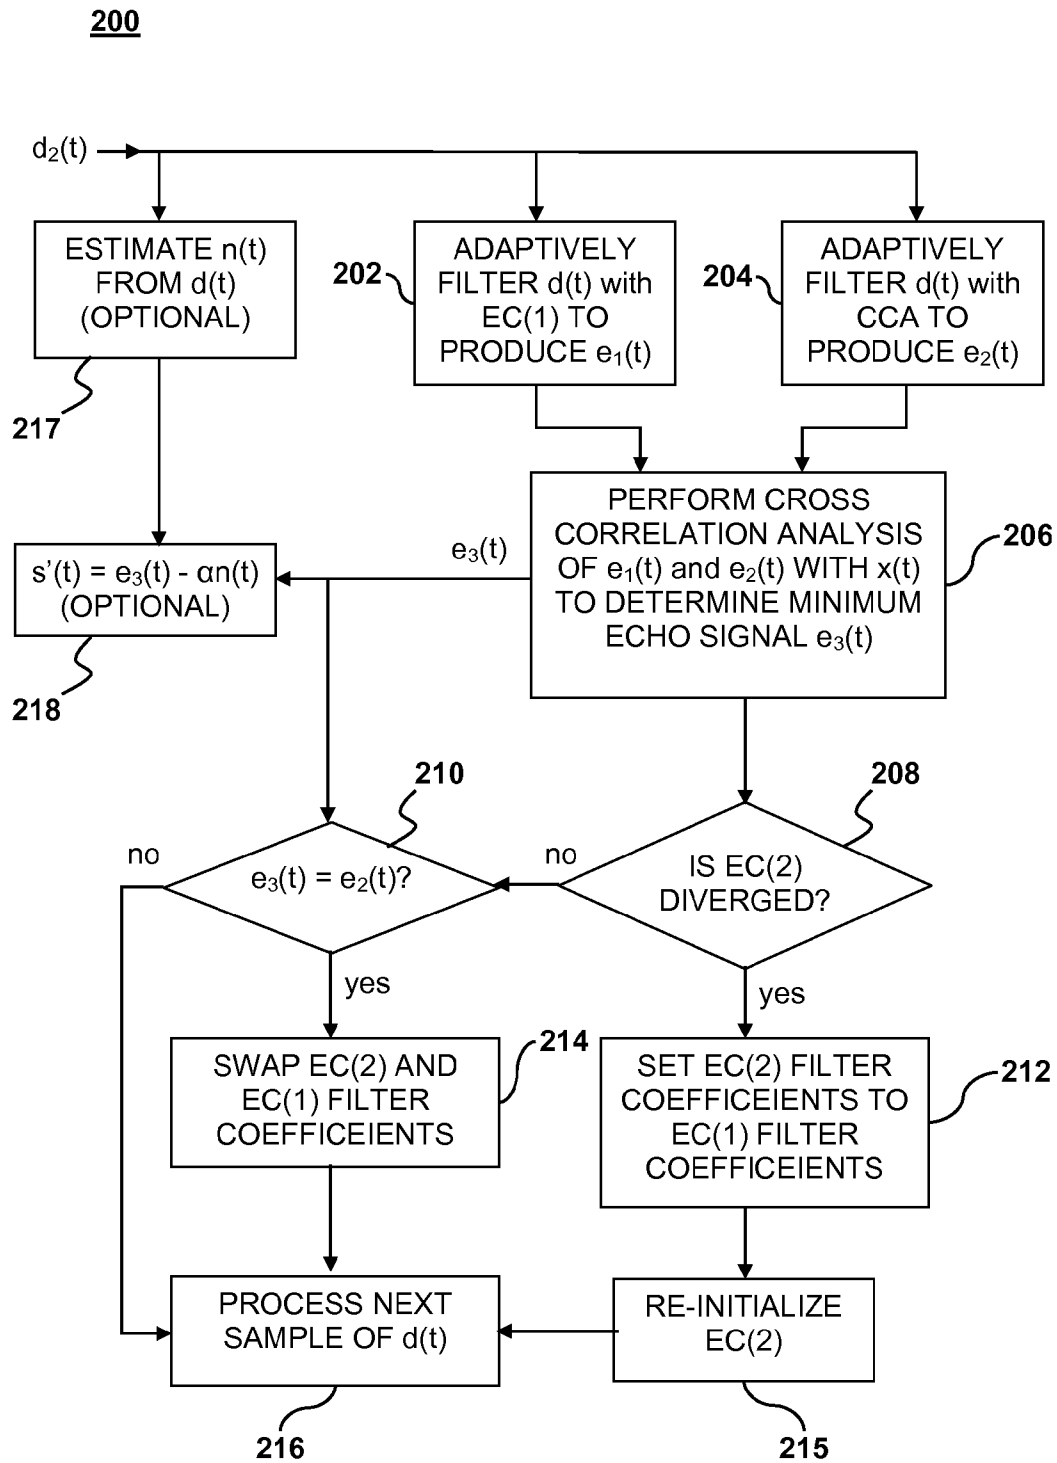 200
d₂(t)
ESTIMATE n(t)
FROM d(t)
(OPTIONAL)
217
202
ADAPTIVELY
FILTER d(t) with
EC(1) TO
PRODUCE e₁(t)
204
ADAPTIVELY
FILTER d(t) with
CCA TO
PRODUCE e₂(t)
PERFORM CROSS
CORRELATION ANALYSIS
OF e₁(t) and e₂(t) WITH x(t)
TO DETERMINE MINIMUM
ECHO SIGNAL e₃(t)
206
e₃(t)
s’(t) = e₃(t) - αn(t)
(OPTIONAL)
218
210
208
no
e₃(t) = e₂(t)?
no
IS EC(2)
DIVERGED?
yes
yes
SWAP EC(2) AND
EC(1) FILTER
COEFFICEIENTS
214
SET EC(2) FILTER
COEFFICEIENTS TO
EC(1) FILTER
COEFFICEIENTS
212
PROCESS NEXT
SAMPLE OF d(t)
RE-INITIALIZE
EC(2)
216
215